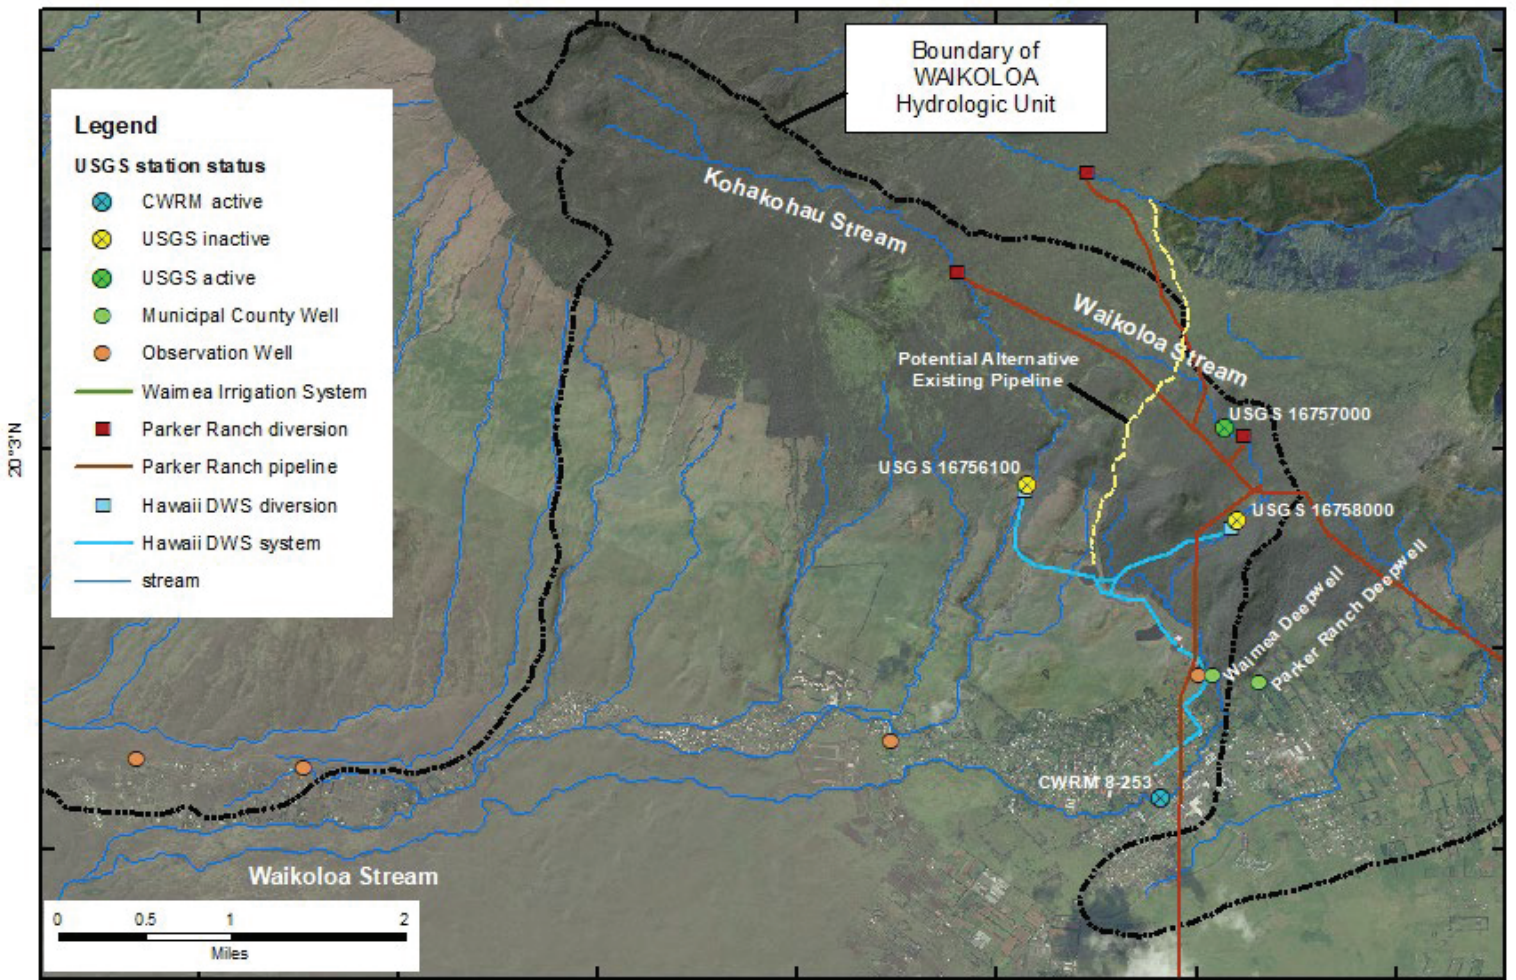 Boundary of
WAIKOLOA
Hydrologic Unit
Legend
USGS station status
CWRM active
USGS inactive
USGS active
Municipal County Well
Observation Well
Waimea Irrigation System
Parker Ranch diversion
Parker Ranch pipeline
Hawaii DWS diversion
Hawaii DWS system
stream
Kohakohau Stream
Waikoloa Stream
Potential Alternative
Existing Pipeline
USGS 16757000
USGS 16756100
USGS 16758000
Waimea Deepwell
Parker Ranch Deepwell
CWRM 8-253
Waikoloa Stream
20°3'N
0 0.5 1 2
Miles